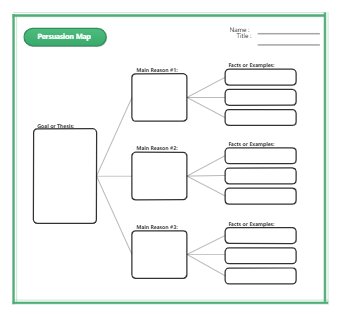 Persuasion Map
Name :
Title :
Goal or Thesis:
Main Reason #1:
Facts or Examples:
Main Reason #2:
Facts or Examples:
Main Reason #3:
Facts or Examples: